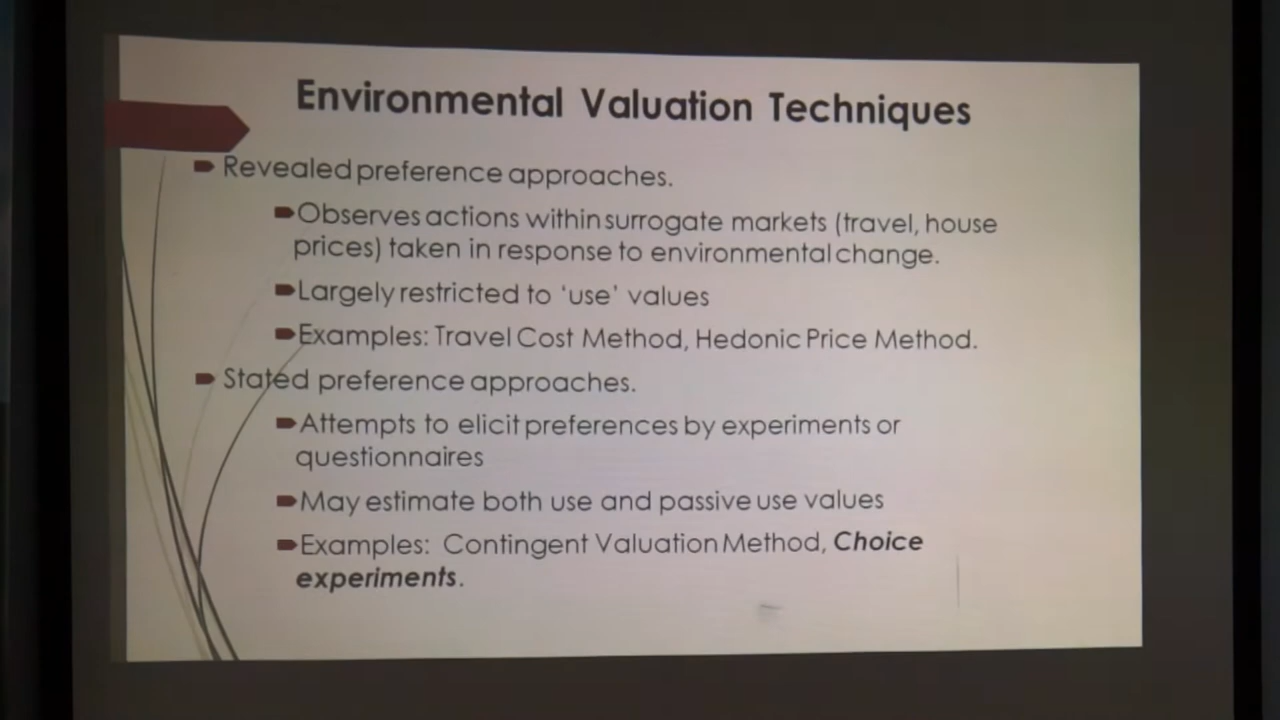 Environmental Valuation Techniques
Revealed preference approaches.
Observes actions within surrogate markets (travel, house
prices) taken in response to environmental change.
Largely restricted to ‘use’ values
Examples: Travel Cost Method, Hedonic Price Method.
Stated preference approaches.
Attempts to elicit preferences by experiments or
questionnaires
May estimate both use and passive use values
Examples: Contingent Valuation Method, Choice
experiments.